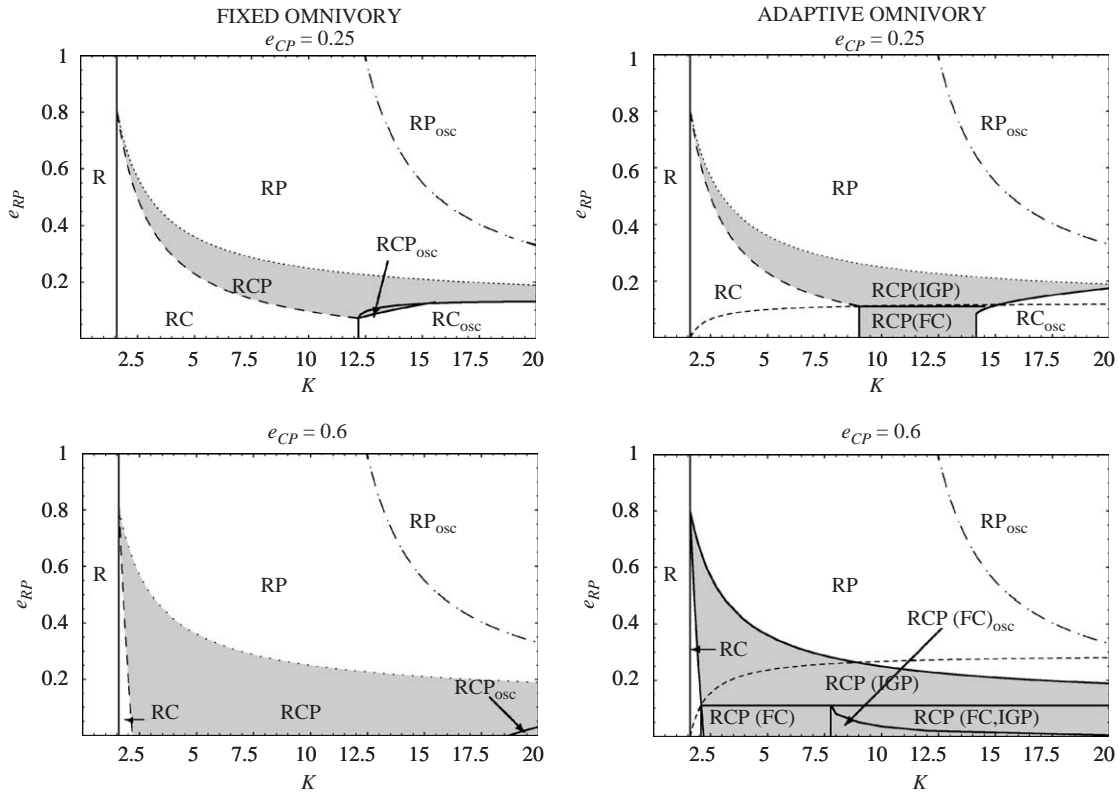 FIXED OMNIVORY
e_CP = 0.25
1
0.8
0.6
0.4
0.2
e_RP
R
RP
RP_osc
RCP_osc
RCP
RC
RC_osc
2.5 5 7.5 10 12.5 15 17.5 20
K
ADAPTIVE OMNIVORY
e_CP = 0.25
1
0.8
0.6
0.4
0.2
e_RP
R
RP
RP_osc
RC
RCP(IGP)
RCP(FC)
RC_osc
2.5 5 7.5 10 12.5 15 17.5 20
K
e_CP = 0.6
1
0.8
0.6
0.4
0.2
e_RP
R
RP
RP_osc
RCP_osc
RC
RCP
2.5 5 7.5 10 12.5 15 17.5 20
K
e_CP = 0.6
1
0.8
0.6
0.4
0.2
e_RP
R
RP
RP_osc
RCP (FC)_osc
RC
RCP (IGP)
RCP (FC)
RCP (FC,IGP)
2.5 5 7.5 10 12.5 15 17.5 20
K